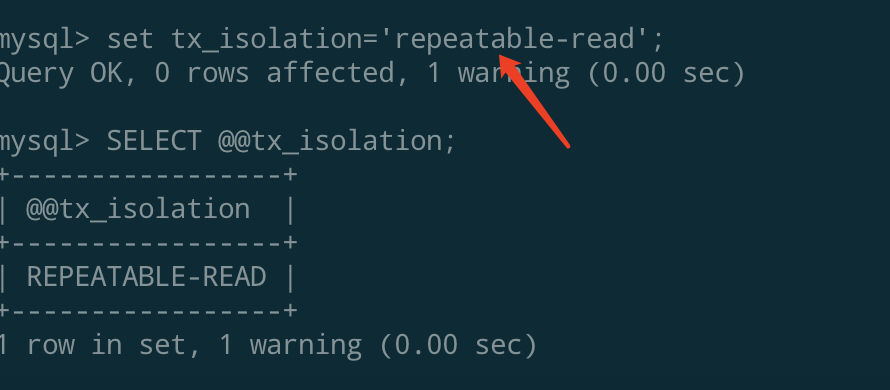 mysql> set tx_isolation='repeatable-read';
Query OK, 0 rows affected, 1 warning (0.00 sec)
mysql> SELECT @@tx_isolation;
+----------------+
| @@tx_isolation  |
+----------------+
| REPEATABLE-READ |
+----------------+
1 row in set, 1 warning (0.00 sec)